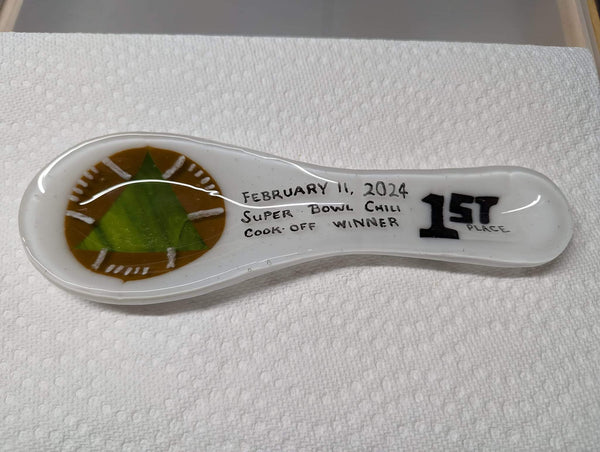 FEBRUARY 11, 2024
SUPER BOWL CHILI
COOK-OFF WINNER
1ST
PLACE